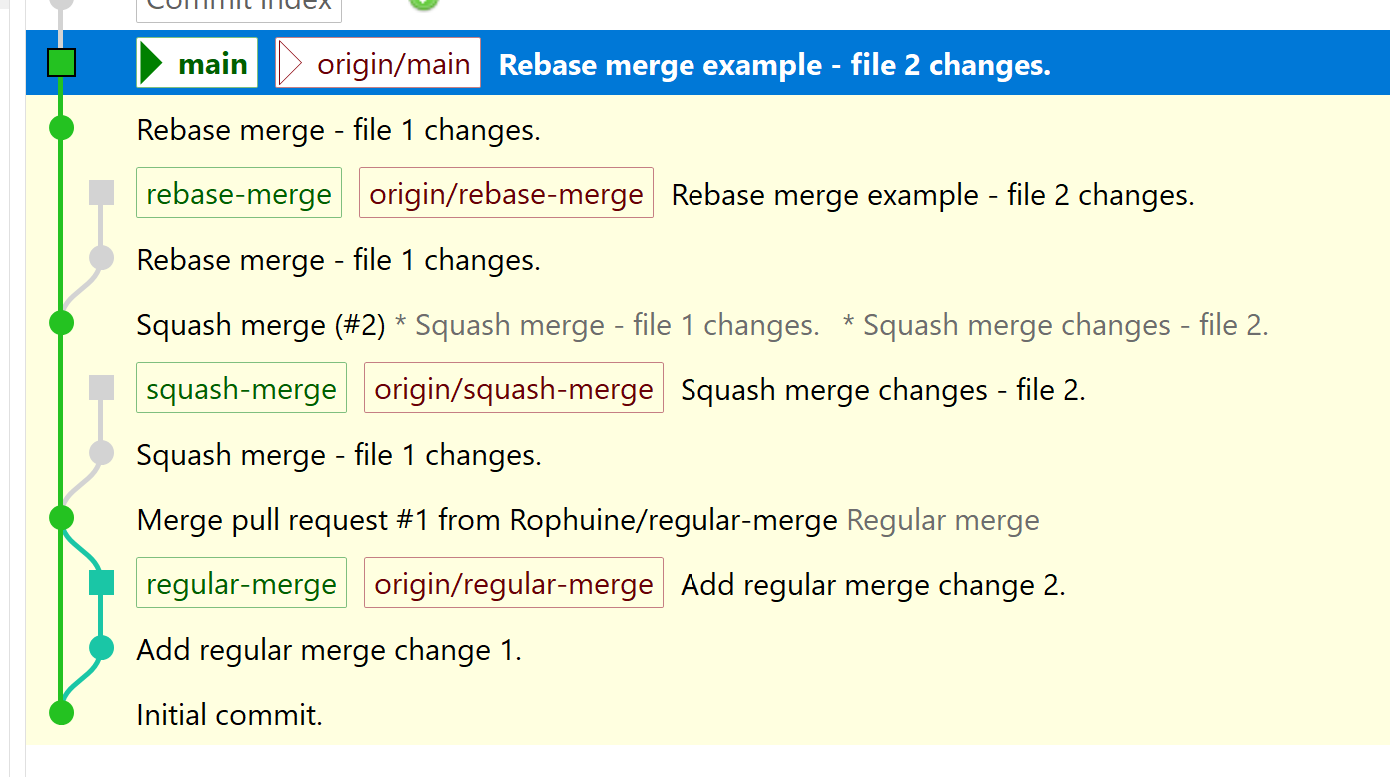 Commit index
main origin/main Rebase merge example - file 2 changes.
Rebase merge - file 1 changes.
rebase-merge origin/rebase-merge Rebase merge example - file 2 changes.
Rebase merge - file 1 changes.
Squash merge (#2) * Squash merge - file 1 changes. * Squash merge changes - file 2.
squash-merge origin/squash-merge Squash merge changes - file 2.
Squash merge - file 1 changes.
Merge pull request #1 from Rophuine/regular-merge Regular merge
regular-merge origin/regular-merge Add regular merge change 2.
Add regular merge change 1.
Initial commit.